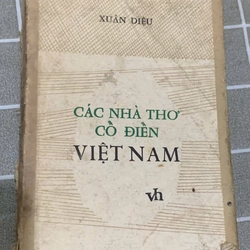 XUÂN DIỆU
CÁC NHÀ THƠ
CỔ ĐIỂN
VIỆT NAM
vh